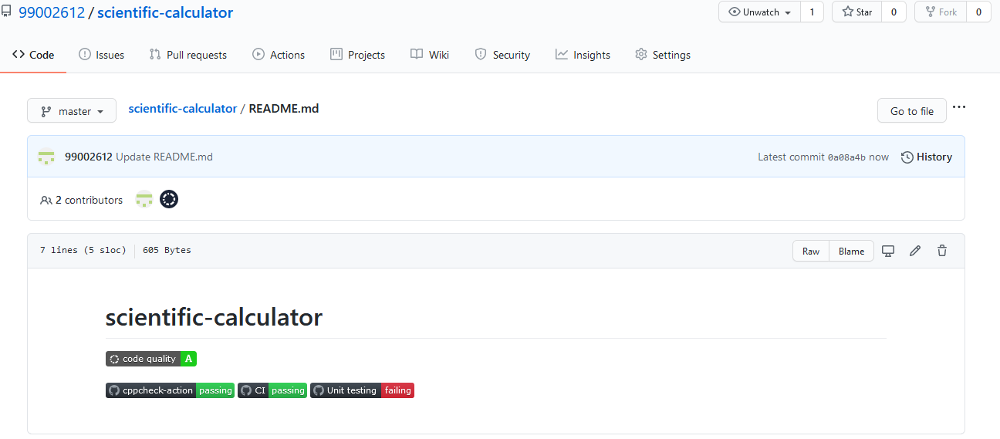 99002612 / scientific-calculator Unwatch 1 Star 0 Fork 0
Code Issues Pull requests Actions Projects Wiki Security Insights Settings
master scientific-calculator / README.md Go to file ...
99002612 Update README.md Latest commit 0a08a4b now History
2 contributors
7 lines (5 sloc) 605 Bytes Raw Blame
scientific-calculator
code quality A
cppcheck-action passing CI passing Unit testing failing